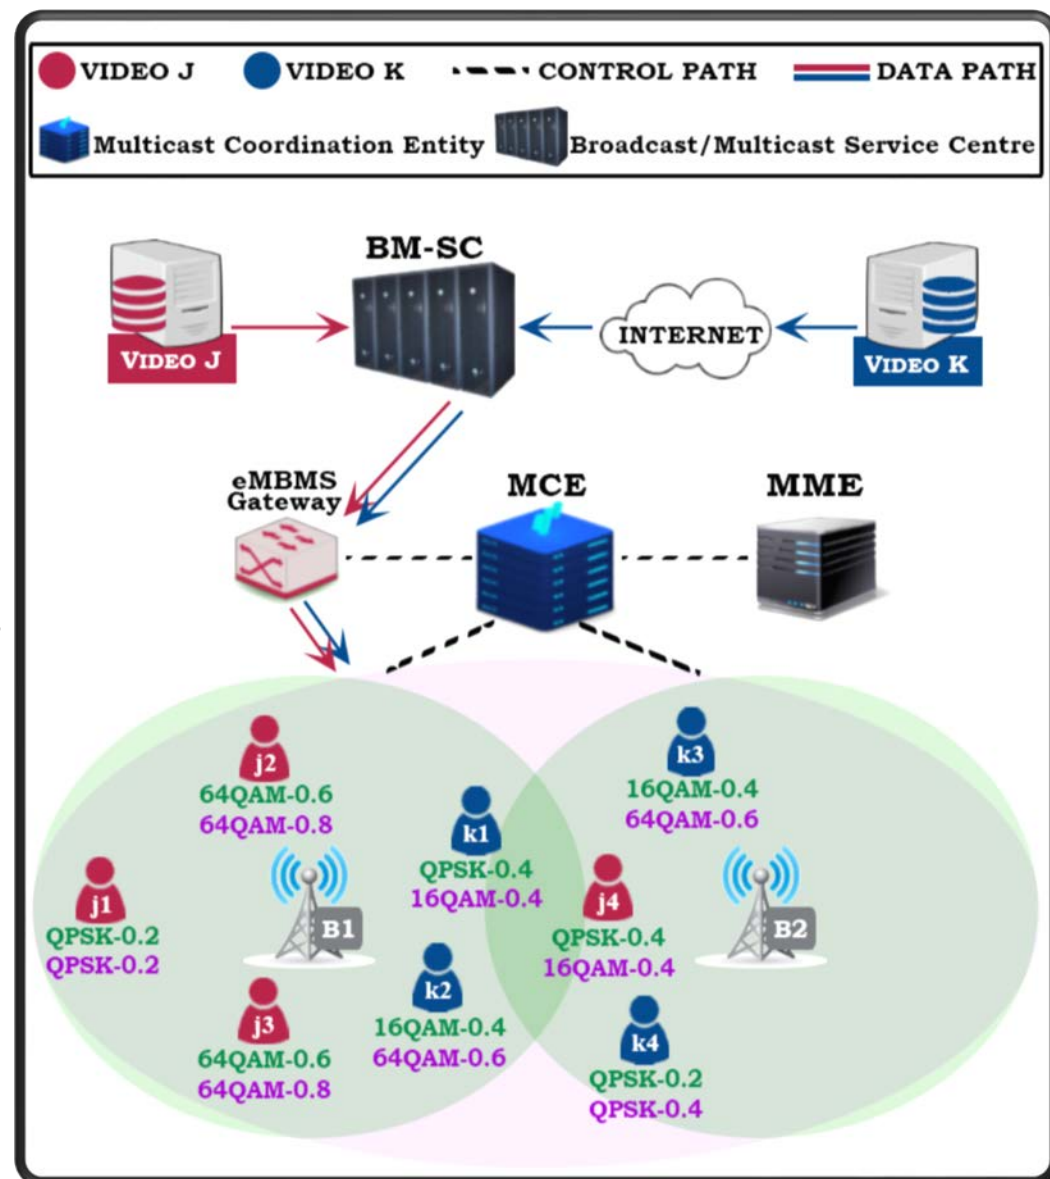 VIDEO J VIDEO K CONTROL PATH DATA PATH
Multicast Coordination Entity Broadcast/Multicast Service Centre
BM-SC
VIDEO J
INTERNET
VIDEO K
eMBMS
Gateway
MCE
MME
j2
64QAM-0.6
64QAM-0.8
k3
16QAM-0.4
64QAM-0.6
k1
QPSK-0.4
16QAM-0.4
j1
QPSK-0.2
QPSK-0.2
B1
j4
QPSK-0.4
16QAM-0.4
B2
j3
64QAM-0.6
64QAM-0.8
k2
16QAM-0.4
64QAM-0.6
k4
QPSK-0.2
QPSK-0.4